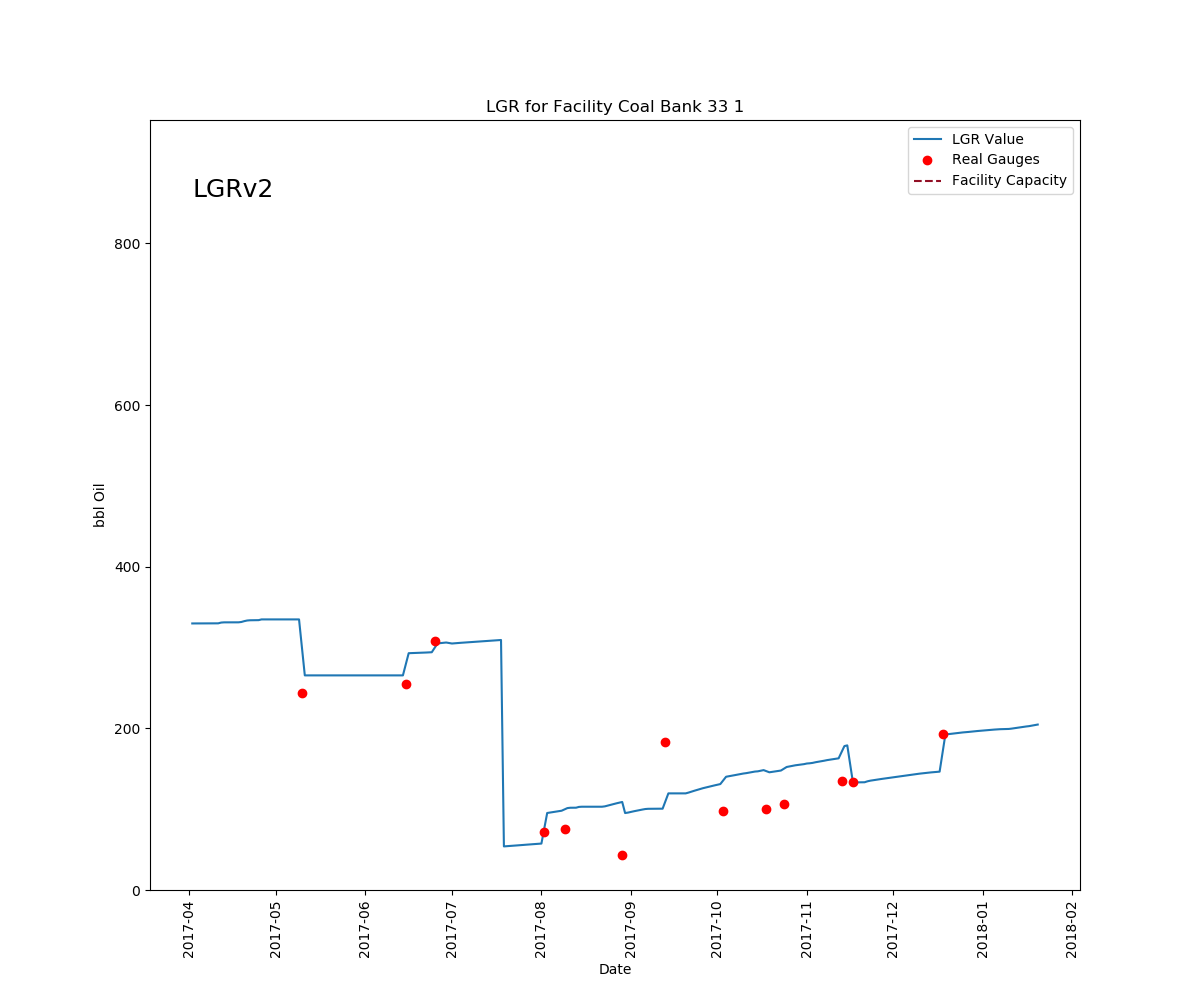 LGR for Facility Coal Bank 33 1
LGRv2
LGR Value
Real Gauges
Facility Capacity
bbl Oil
800
600
400
200
0
2017-04
2017-05
2017-06
2017-07
2017-08
2017-09
2017-10
2017-11
2017-12
2018-01
2018-02
Date